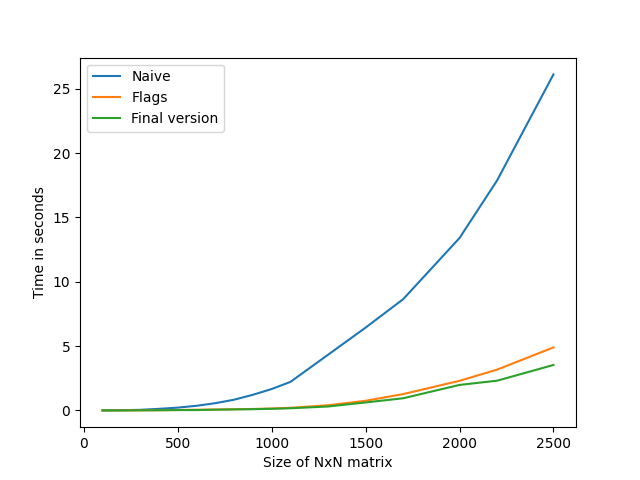 Naive
Flags
Final version
25
20
15
10
5
0
Time in seconds
0 500 1000 1500 2000 2500
Size of NxN matrix